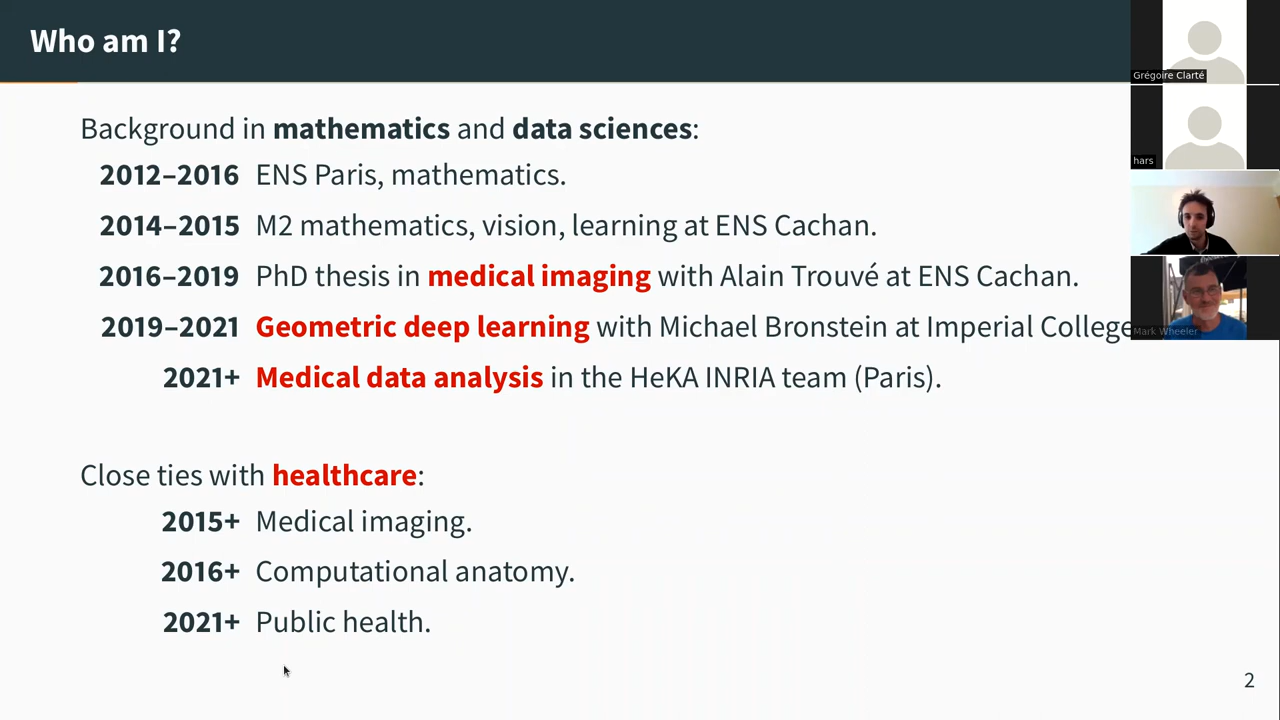 Who am I?
Grégoire Clarté
Background in mathematics and data sciences:
hars
2012–2016 ENS Paris, mathematics.
2014–2015 M2 mathematics, vision, learning at ENS Cachan.
2016–2019 PhD thesis in medical imaging with Alain Trouvé at ENS Cachan.
2019–2021 Geometric deep learning with Michael Bronstein at Imperial College
Mark Wheeler
2021+ Medical data analysis in the HeKA INRIA team (Paris).
Close ties with healthcare:
2015+ Medical imaging.
2016+ Computational anatomy.
2021+ Public health.
2